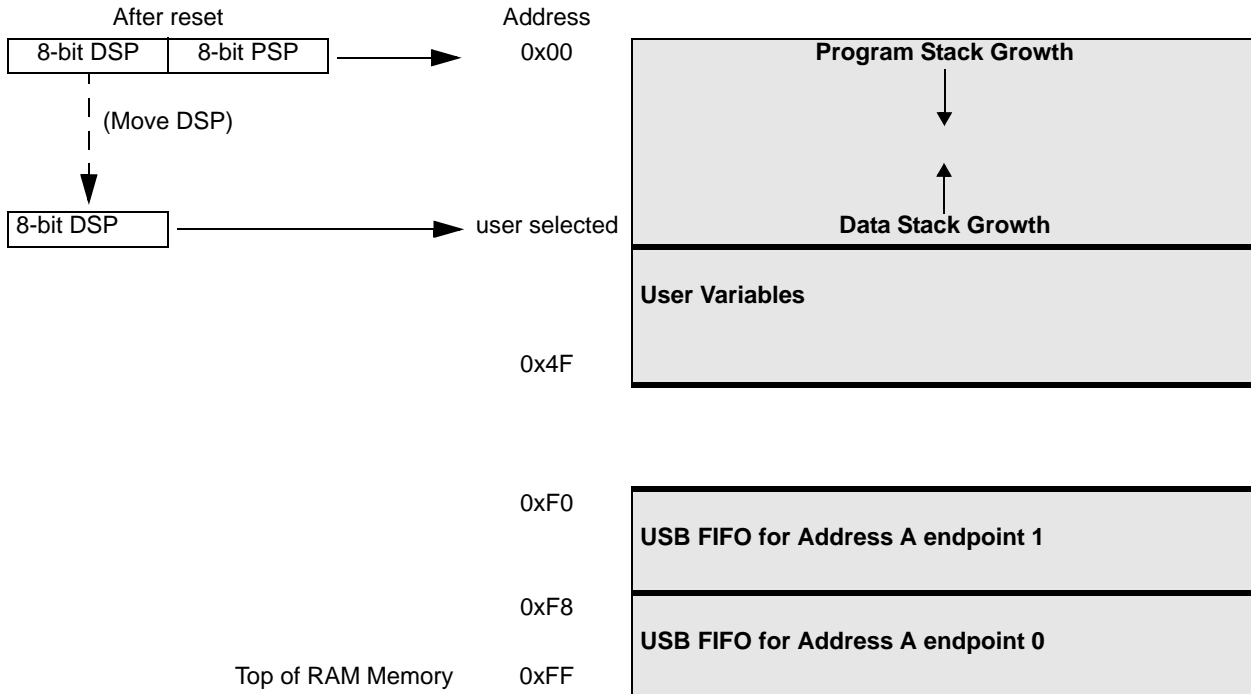 After reset
Address
8-bit DSP 8-bit PSP
0x00
Program Stack Growth
(Move DSP)
8-bit DSP
user selected
Data Stack Growth
User Variables
0x4F
0xF0
USB FIFO for Address A endpoint 1
0xF8
USB FIFO for Address A endpoint 0
Top of RAM Memory
0xFF